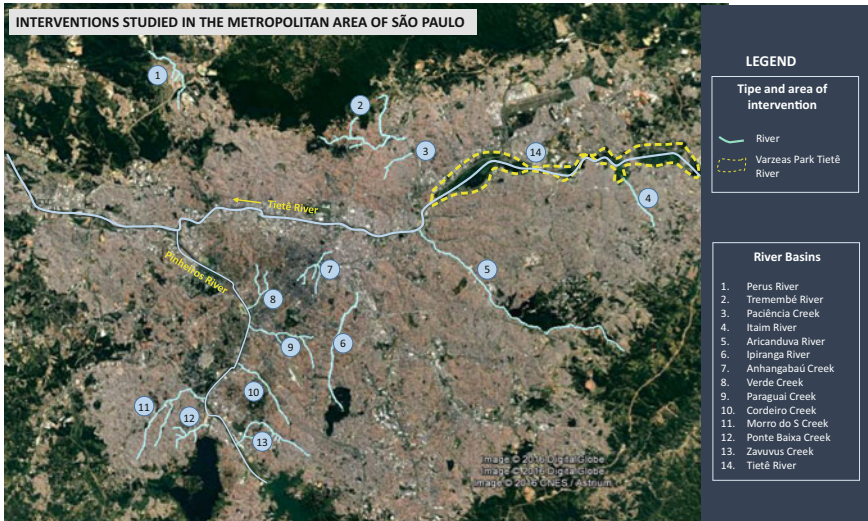 INTERVENTIONS STUDIED IN THE METROPOLITAN AREA OF SÃO PAULO
1
2
3
14
4
Tietê River
Pinheiros River
7
5
8
9
6
10
11
12
13
Image © 2016 DigitalGlobe
Image © 2016 DigitalGlobe
Image © 2016 CNES / Astrium
LEGEND
Tipe and area of
intervention
River
Varzeas Park Tietê
River
River Basins
1. Perus River
2. Tremembé River
3. Paciência Creek
4. Itaim River
5. Aricanduva River
6. Ipiranga River
7. Anhangabaú Creek
8. Verde Creek
9. Paraguai Creek
10. Cordeiro Creek
11. Morro do S Creek
12. Ponte Baixa Creek
13. Zavuvus Creek
14. Tietê River